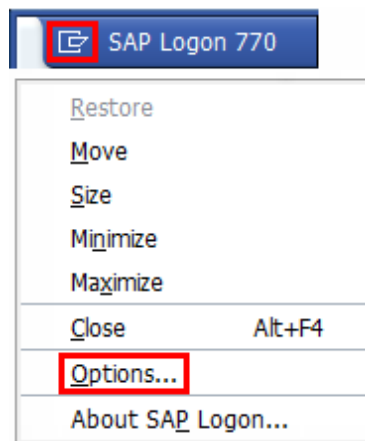 SAP Logon 770
Restore
Move
Size
Minimize
Maximize
Close Alt+F4
Options...
About SAP Logon...